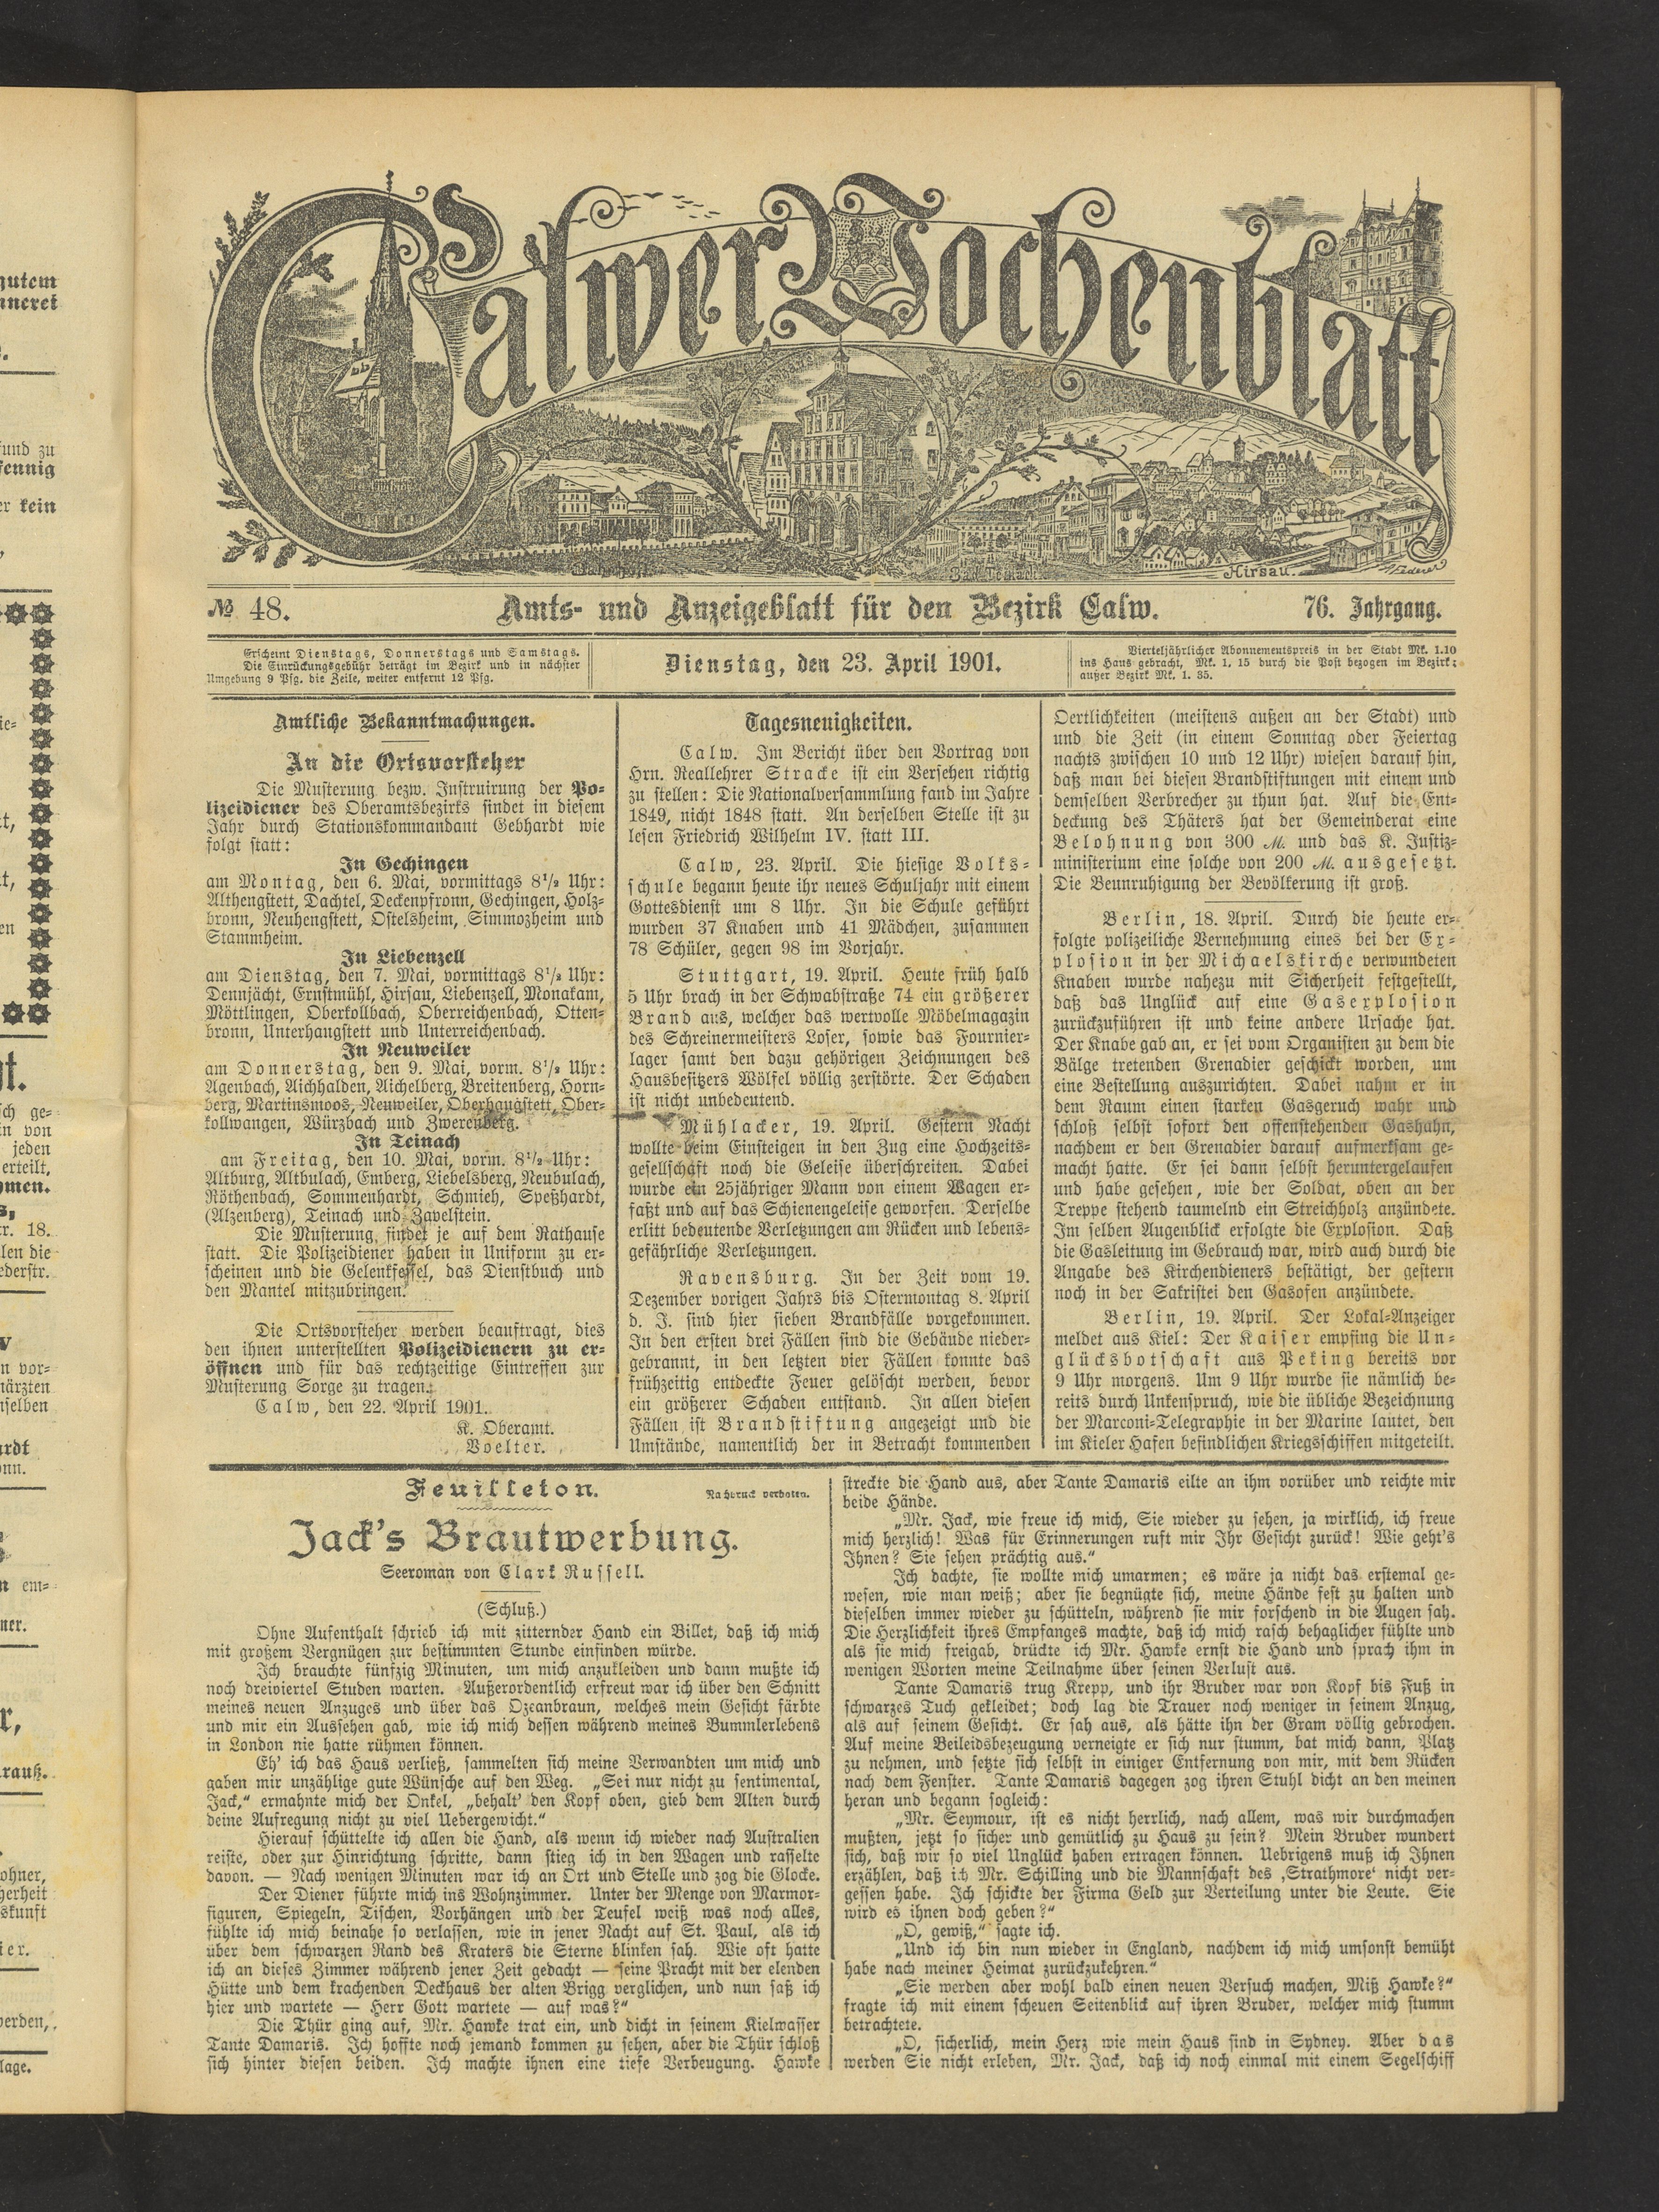 Calwer Wochenblatt
Bad Teinach.
Hirsau.
№ 48.
Amts- und Anzeigeblatt für den Bezirk Calw.
76. Jahrgang.
Erscheint Dienstags, Donnerstags und Samstags.
Die Einrückungsgebühr beträgt im Bezirk und in nächster
Umgebung 9 Pfg. die Zeile, weiter entfernt 12 Pfg.
Dienstag, den 23. April 1901.
Vierteljährlicher Abonnementspreis in der Stadt Mk. 1.10
ins Haus gebracht, Mk. 1, 15 durch die Post bezogen im Bezirk;
außer Bezirk Mk. 1. 35.
Amtliche Bekanntmachungen.
An die Ortsvorsteher
Die Musterung bezw. Instruirung der Po-
lizeidiener des Oberamtsbezirks findet in diesem
Jahr durch Stationskommandant Gebhardt wie
folgt statt:
In Gechingen
am Montag, den 6. Mai, vormittags 8½ Uhr:
Althengstett, Dachtel, Deckenpfronn, Gechingen, Holz-
bronn, Neuhengstett, Ostelsheim, Simmozheim und
Stammheim.
In Liebenzell
am Dienstag, den 7. Mai, vormittags 8½ Uhr:
Dennjächt, Ernstmühl, Hirsau, Liebenzell, Monakam,
Möttlingen, Oberkollbach, Oberreichenbach, Otten-
bronn, Unterhaugstett und Unterreichenbach.
In Neuweiler
am Donnerstag, den 9. Mai, vorm. 8½ Uhr:
Agenbach, Aichhalden, Aichelberg, Breitenberg, Horn-
berg, Martinsmoos, Neuweiler, Oberhaugstett, Ober-
kollwangen, Würzbach und Zwerenberg.
In Teinach
am Freitag, den 10. Mai, vorm. 8½ Uhr:
Altburg, Altbulach, Emberg, Liebelsberg, Neubulach,
Röthenbach, Sommenhardt, Schmieh, Speßhardt,
(Alzenberg), Teinach und Zavelstein.
Die Musterung findet je auf dem Rathause
statt. Die Polizeidiener haben in Uniform zu er-
scheinen und die Gelenkfessel, das Dienstbuch und
den Mantel mitzubringen.
Die Ortsvorsteher werden beauftragt, dies
den ihnen unterstellten Polizeidienern zu er-
öffnen und für das rechtzeitige Eintreffen zur
Musterung Sorge zu tragen.
Calw, den 22. April 1901.
K. Oberamt.
Voelter.
Tagesneuigkeiten.
Calw. Im Bericht über den Vortrag von
Hrn. Reallehrer Stracke ist ein Versehen richtig
zu stellen: Die Nationalversammlung fand im Jahre
1849, nicht 1848 statt. An derselben Stelle ist zu
lesen Friedrich Wilhelm IV. statt III.
Calw, 23. April. Die hiesige Volks-
schule begann heute ihr neues Schuljahr mit einem
Gottesdienst um 8 Uhr. In die Schule geführt
wurden 37 Knaben und 41 Mädchen, zusammen
78 Schüler, gegen 98 im Vorjahr.
Stuttgart, 19. April. Heute früh halb
5 Uhr brach in der Schwabstraße 74 ein größerer
Brand aus, welcher das wertvolle Möbelmagazin
des Schreinermeisters Loser, sowie das Fournier-
lager samt den dazu gehörigen Zeichnungen des
Hausbesitzers Wölfel völlig zerstörte. Der Schaden
ist nicht unbedeutend.
Mühlacker, 19. April. Gestern Nacht
wollte beim Einsteigen in den Zug eine Hochzeits-
gesellschaft noch die Geleise überschreiten. Dabei
wurde ein 25jähriger Mann von einem Wagen er-
faßt und auf das Schienengeleise geworfen. Derselbe
erlitt bedeutende Verletzungen am Rücken und lebens-
gefährliche Verletzungen.
Ravensburg. In der Zeit vom 19.
Dezember vorigen Jahrs bis Ostermontag 8. April
d. J. sind hier sieben Brandfälle vorgekommen.
In den ersten drei Fällen sind die Gebäude nieder-
gebrannt, in den letzten vier Fällen konnte das
frühzeitig entdeckte Feuer gelöscht werden, bevor
ein größerer Schaden entstand. In allen diesen
Fällen ist Brandstiftung angezeigt und die
Umstände, namentlich der in Betracht kommenden
Oertlichkeiten (meistens außen an der Stadt) und
und die Zeit (in einem Sonntag oder Feiertag
nachts zwischen 10 und 12 Uhr) wiesen darauf hin,
daß man bei diesen Brandstiftungen mit einem und
demselben Verbrecher zu thun hat. Auf die Ent-
deckung des Thäters hat der Gemeinderat eine
Belohnung von 300 M. und das K. Justiz-
ministerium eine solche von 200 M. ausgesetzt.
Die Beunruhigung der Bevölkerung ist groß.
Berlin, 18. April. Durch die heute er-
folgte polizeiliche Vernehmung eines bei der Ex-
plosion in der Michaelskirche verwundeten
Knaben wurde nahezu mit Sicherheit festgestellt,
daß das Unglück auf eine Gasexplosion
zurückzuführen ist und keine andere Ursache hat.
Der Knabe gab an, er sei vom Organisten zu dem die
Bälge tretenden Grenadier geschickt worden, um
eine Bestellung auszurichten. Dabei nahm er in
dem Raum einen starken Gasgeruch wahr und
schloß selbst sofort den offenstehenden Gashahn,
nachdem er den Grenadier darauf aufmerksam ge-
macht hatte. Er sei dann selbst heruntergelaufen
und habe gesehen, wie der Soldat, oben an der
Treppe stehend taumelnd ein Streichholz anzündete.
Im selben Augenblick erfolgte die Explosion. Daß
die Gasleitung im Gebrauch war, wird auch durch die
Angabe des Kirchendieners bestätigt, der gestern
noch in der Sakristei den Gasofen anzündete.
Berlin, 19. April. Der Lokal-Anzeiger
meldet aus Kiel: Der Kaiser empfing die Un-
glücksbotschaft aus Peking bereits vor
9 Uhr morgens. Um 9 Uhr wurde sie nämlich be-
reits durch Unkenspruch, wie die übliche Bezeichnung
der Marconi-Telegraphie in der Marine lautet, den
im Kieler Hafen befindlichen Kriegsschiffen mitgeteilt.
Feuilleton.
Nachdruck verboten.
Jack's Brautwerbung.
Seeroman von Clark Russell.
(Schluß.)
Ohne Aufenthalt schrieb ich mit zitternder Hand ein Billet, daß ich mich
mit großem Vergnügen zur bestimmten Stunde einfinden würde.
Ich brauchte fünfzig Minuten, um mich anzukleiden und dann mußte ich
noch dreiviertel Studen warten. Außerordentlich erfreut war ich über den Schnitt
meines neuen Anzuges und über das Ozeanbraun, welches mein Gesicht färbte
und mir ein Aussehen gab, wie ich mich dessen während meines Bummlerlebens
in London nie hatte rühmen können.
Eh' ich das Haus verließ, sammelten sich meine Verwandten um mich und
gaben mir unzählige gute Wünsche auf den Weg. „Sei nur nicht zu sentimental,
Jack,“ ermahnte mich der Onkel, „behalt' den Kopf oben, gieb dem Alten durch
deine Aufregung nicht zu viel Uebergewicht.“
Hierauf schüttelte ich allen die Hand, als wenn ich wieder nach Australien
reiste, oder zur Hinrichtung schritte, dann stieg ich in den Wagen und rasselte
davon. — Nach wenigen Minuten war ich an Ort und Stelle und zog die Glocke.
Der Diener führte mich ins Wohnzimmer. Unter der Menge von Marmor-
figuren, Spiegeln, Tischen, Vorhängen und der Teufel weiß was noch alles,
fühlte ich mich beinahe so verlassen, wie in jener Nacht auf St. Paul, als ich
über dem schwarzen Rand des Kraters die Sterne blinken sah. Wie oft hatte
ich an dieses Zimmer während jener Zeit gedacht — seine Pracht mit der elenden
Hütte und dem krachenden Deckhaus der alten Brigg verglichen, und nun saß ich
hier und wartete — Herr Gott wartete — auf was?“
Die Thür ging auf, Mr. Hawke trat ein, und dicht in seinem Kielwasser
Tante Damaris. Ich hoffte noch jemand kommen zu sehen, aber die Thür schloß
sich hinter diesen beiden. Ich machte ihnen eine tiefe Verbeugung. Hawke
streckte die Hand aus, aber Tante Damaris eilte an ihm vorüber und reichte mir
beide Hände.
„Mr. Jack, wie freue ich mich, Sie wieder zu sehen, ja wirklich, ich freue
mich herzlich! Was für Erinnerungen ruft mir Ihr Gesicht zurück! Wie geht's
Ihnen? Sie sehen prächtig aus.“
Ich dachte, sie wollte mich umarmen; es wäre ja nicht das erstemal ge-
wesen, wie man weiß; aber sie begnügte sich, meine Hände fest zu halten und
dieselben immer wieder zu schütteln, während sie mir forschend in die Augen sah.
Die Herzlichkeit ihres Empfanges machte, daß ich mich rasch behaglicher fühlte und
als sie mich freigab, drückte ich Mr. Hawke ernst die Hand und sprach ihm in
wenigen Worten meine Teilnahme über seinen Verlust aus.
Tante Damaris trug Krepp, und ihr Bruder war von Kopf bis Fuß in
schwarzes Tuch gekleidet; doch lag die Trauer noch weniger in seinem Anzug,
als auf seinem Gesicht. Er sah aus, als hätte ihn der Gram völlig gebrochen.
Auf meine Beileidsbezeugung verneigte er sich nur stumm, bat mich dann, Platz
zu nehmen, und setzte sich selbst in einiger Entfernung von mir, mit dem Rücken
nach dem Fenster. Tante Damaris dagegen zog ihren Stuhl dicht an den meinen
heran und begann sogleich:
„Mr. Seymour, ist es nicht herrlich, nach allem, was wir durchmachen
mußten, jetzt so sicher und gemütlich zu Haus zu sein? Mein Bruder wundert
sich, daß wir so viel Unglück haben ertragen können. Uebrigens muß ich Ihnen
erzählen, daß ich Mr. Schilling und die Mannschaft des ‚Strathmore‘ nicht ver-
gessen habe. Ich schickte der Firma Geld zur Verteilung unter die Leute. Sie
wird es ihnen doch geben?“
„O, gewiß,“ sagte ich.
„Und ich bin nun wieder in England, nachdem ich mich umsonst bemüht
habe nach meiner Heimat zurückzukehren.“
„Sie werden aber wohl bald einen neuen Versuch machen, Miß Hawke?“
fragte ich mit einem scheuen Seitenblick auf ihren Bruder, welcher mich stumm
betrachtete.
„O, sicherlich, mein Herz wie mein Haus sind in Sydney. Aber das
werden Sie nicht erleben, Mr. Jack, daß ich noch einmal mit einem Segelschiff